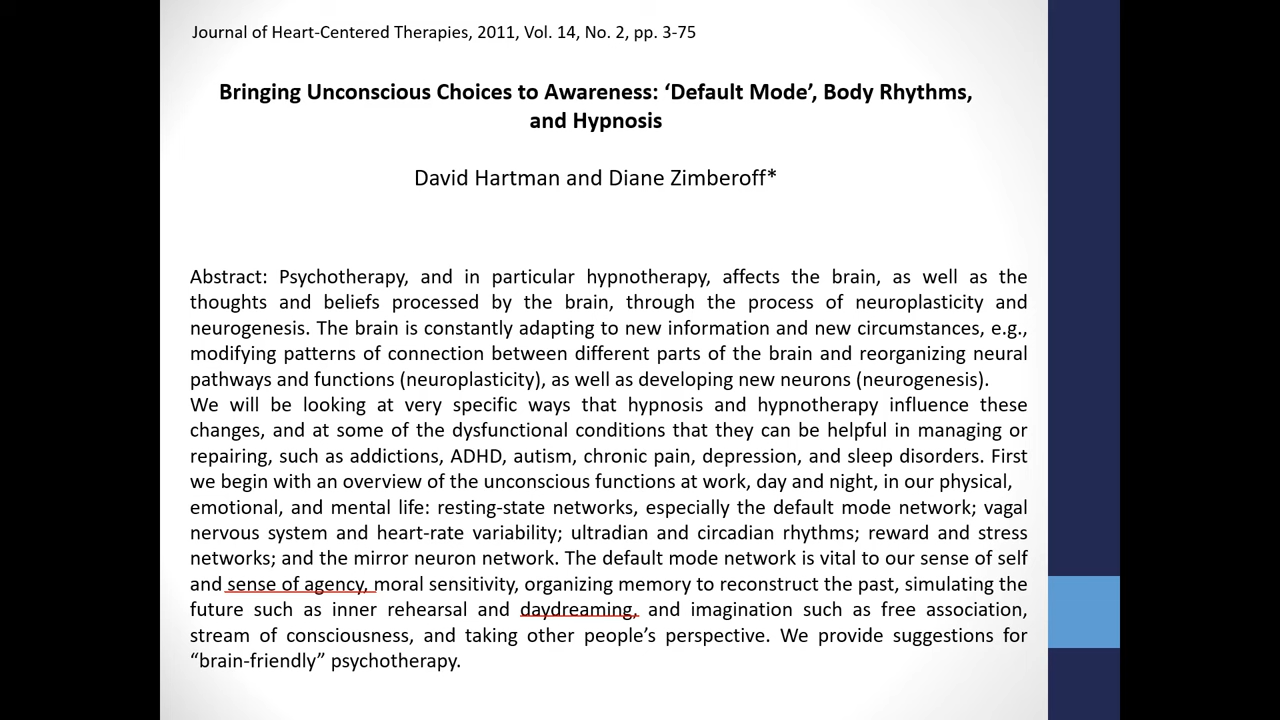 Journal of Heart-Centered Therapies, 2011, Vol. 14, No. 2, pp. 3-75
Bringing Unconscious Choices to Awareness: ‘Default Mode’, Body Rhythms,
and Hypnosis
David Hartman and Diane Zimberoff*
Abstract: Psychotherapy, and in particular hypnotherapy, affects the brain, as well as the
thoughts and beliefs processed by the brain, through the process of neuroplasticity and
neurogenesis. The brain is constantly adapting to new information and new circumstances, e.g.,
modifying patterns of connection between different parts of the brain and reorganizing neural
pathways and functions (neuroplasticity), as well as developing new neurons (neurogenesis).
We will be looking at very specific ways that hypnosis and hypnotherapy influence these
changes, and at some of the dysfunctional conditions that they can be helpful in managing or
repairing, such as addictions, ADHD, autism, chronic pain, depression, and sleep disorders. First
we begin with an overview of the unconscious functions at work, day and night, in our physical,
emotional, and mental life: resting-state networks, especially the default mode network; vagal
nervous system and heart-rate variability; ultradian and circadian rhythms; reward and stress
networks; and the mirror neuron network. The default mode network is vital to our sense of self
and sense of agency, moral sensitivity, organizing memory to reconstruct the past, simulating the
future such as inner rehearsal and daydreaming, and imagination such as free association,
stream of consciousness, and taking other people’s perspective. We provide suggestions for
“brain-friendly” psychotherapy.